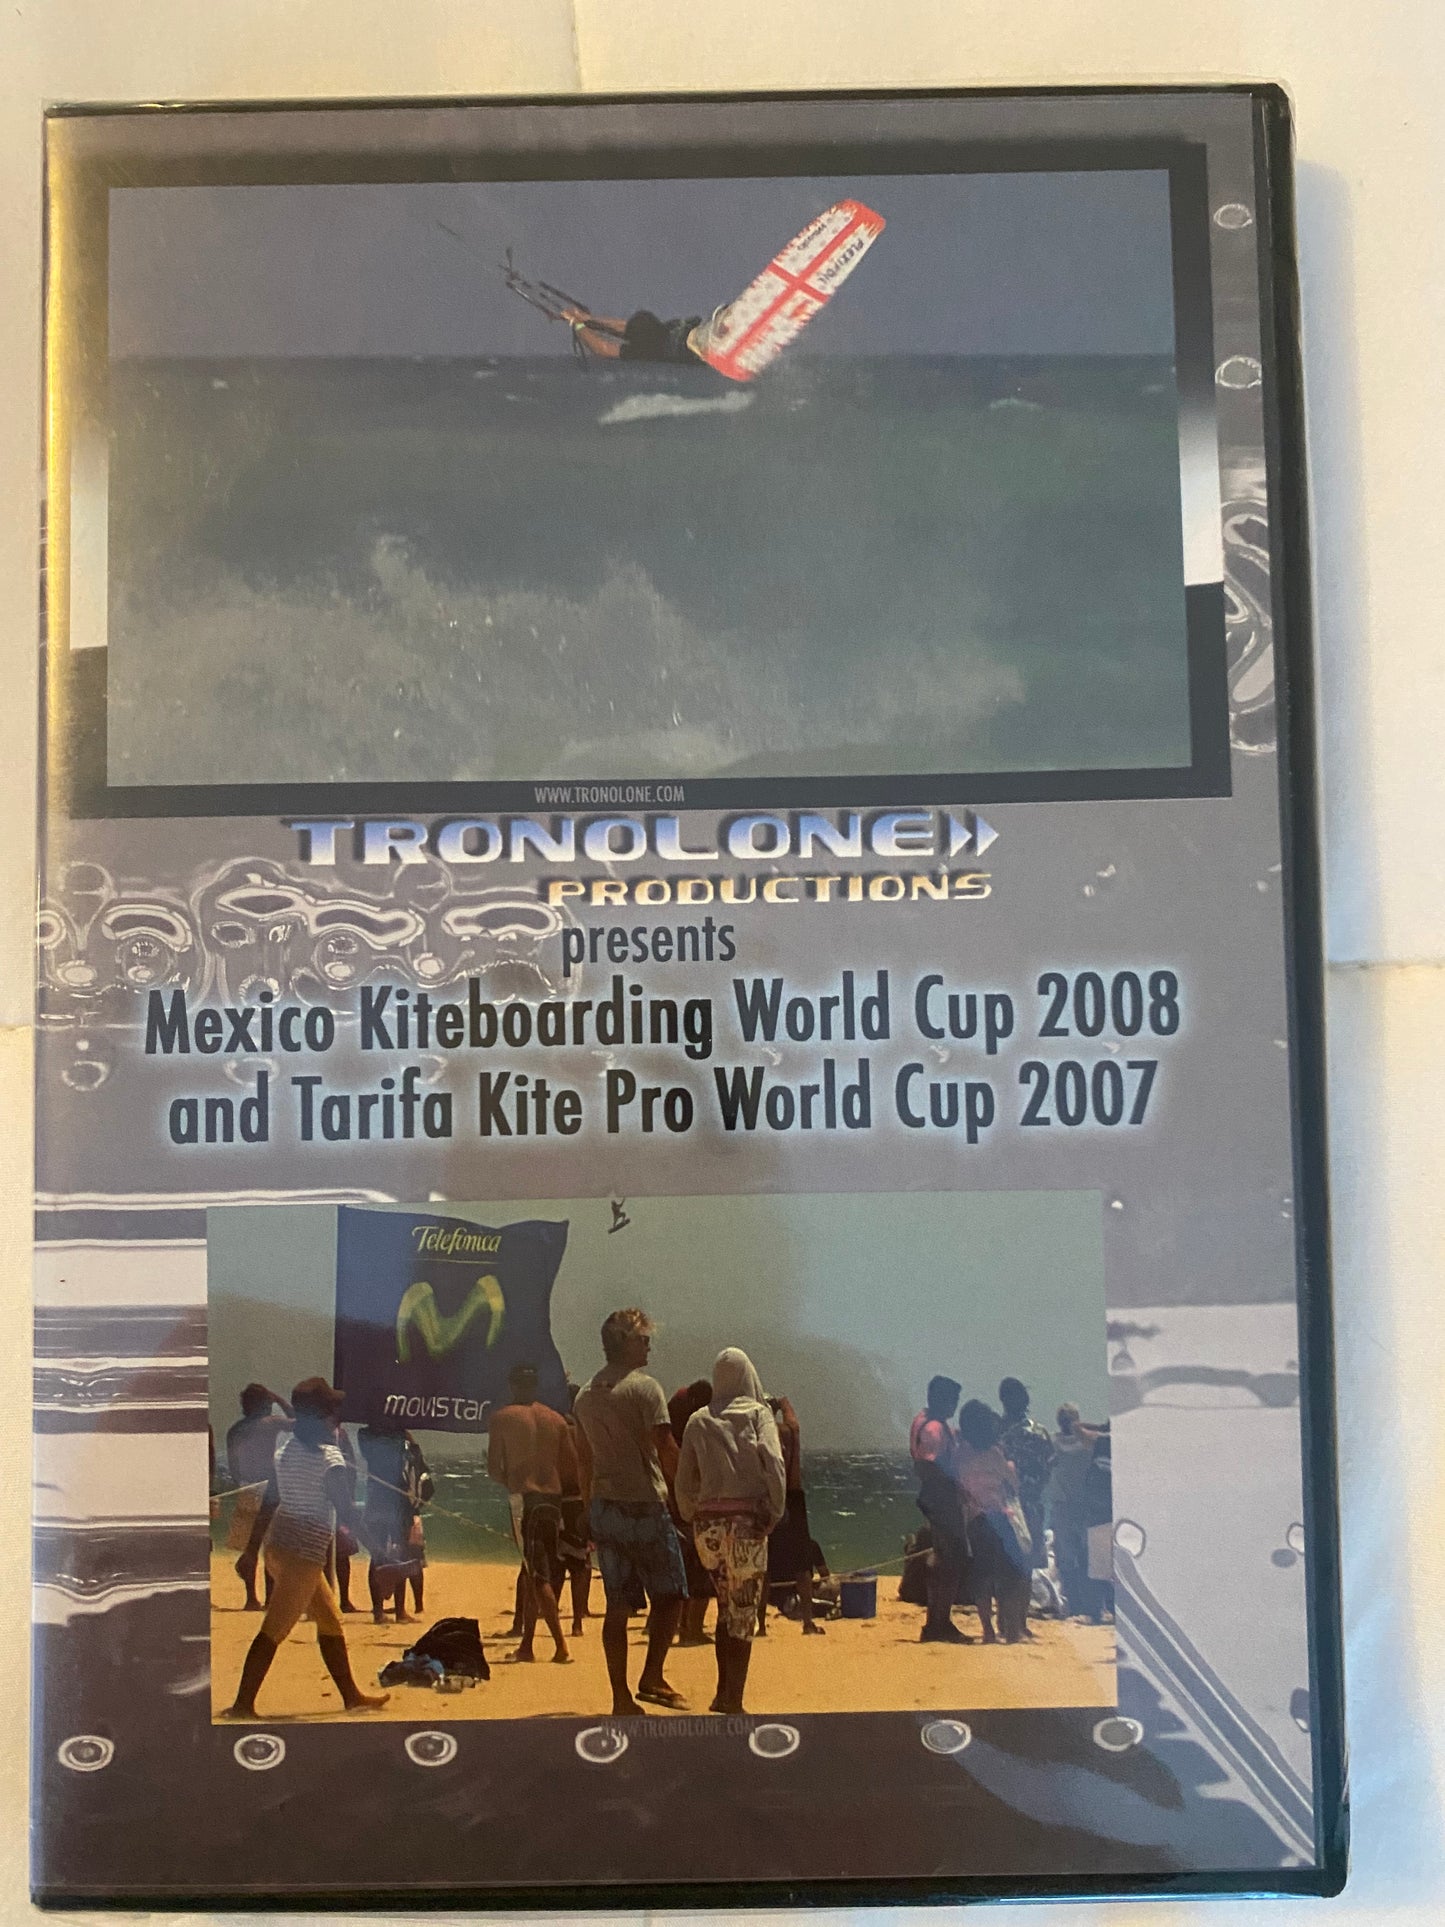 FLEXIFOIL
WWW.TRONOLONE.COM
TRONOLONE
PRODUCTIONS
presents
Mexico Kiteboarding World Cup 2008
and Tarifa Kite Pro World Cup 2007
Telefonica
movistar
WWW.TRONOLONE.COM